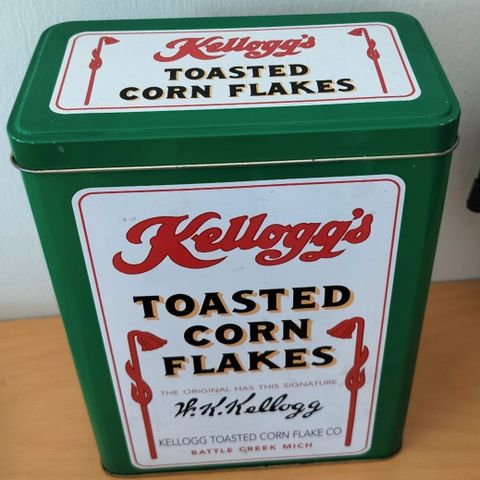 Kellogg's
TOASTED
CORN FLAKES
Kellogg's
TOASTED
CORN
FLAKES
THE ORIGINAL HAS THIS SIGNATURE
W.K.Kellogg
KELLOGG TOASTED CORN FLAKE CO
BATTLE CREEK MICH